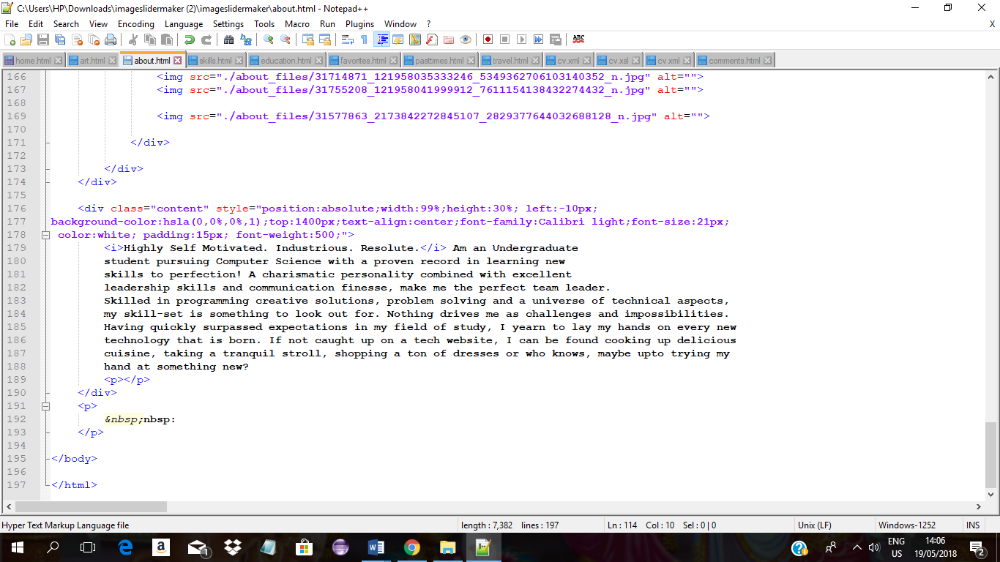 C:\Users\HP\Downloads\imageslidermaker (2)\imageslidermaker\about.html - Notepad++
File Edit Search View Encoding Language Settings Tools Macro Run Plugins Window ? X
ABC
home.html art.html about.html skills.html education.html favorites.html pasttimes.html travel.html cv.xml cv.xsl cv.xml comments.html
166 <img src="./about_files/31714871_121958035333246_5349362706103140352_n.jpg" alt="">
167 <img src="./about_files/31755208_121958041999912_7611154138432274432_n.jpg" alt="">
168
169 <img src="./about_files/31577863_2173842272845107_2829377644032688128_n.jpg" alt="">
170
171 </div>
172
173 </div>
174 </div>
175
176 <div class="content" style="position:absolute;width:99%;height:30%; left:-10px;
177 background-color:hsla(0,0%,0%,1);top:1400px;text-align:center;font-family:Calibri light;font-size:21px;
178 color:white; padding:15px; font-weight:500;">
179 <i>Highly Self Motivated. Industrious. Resolute.</i> Am an Undergraduate
180 student pursuing Computer Science with a proven record in learning new
181 skills to perfection! A charismatic personality combined with excellent
182 leadership skills and communication finesse, make me the perfect team leader.
183 Skilled in programming creative solutions, problem solving and a universe of technical aspects,
184 my skill-set is something to look out for. Nothing drives me as challenges and impossibilities.
185 Having quickly surpassed expectations in my field of study, I yearn to lay my hands on every new
186 technology that is born. If not caught up on a tech website, I can be found cooking up delicious
187 cuisine, taking a tranquil stroll, shopping a ton of dresses or who knows, maybe upto trying my
188 hand at something new?
189 <p></p>
190 </div>
191 <p>
192 &nbsp;nbsp:
193 </p>
194
195 </body>
196
197 </html>
Hyper Text Markup Language file length : 7,382 lines : 197 Ln : 114 Col : 10 Sel : 0 | 0 Unix (LF) Windows-1252 INS
ENG 14:06
US 19/05/2018
1 2